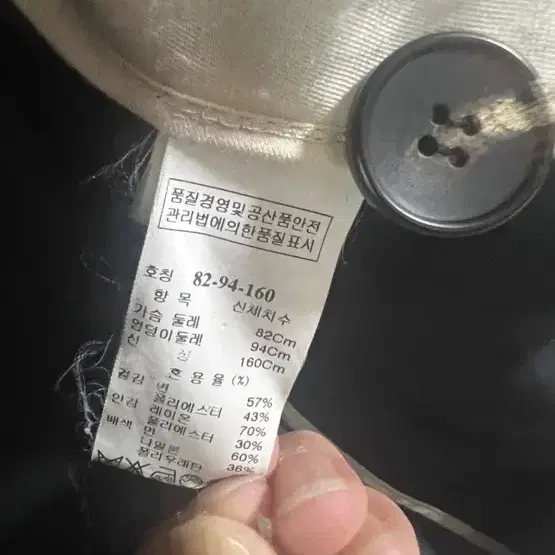 품질경영및 공산품안전
관리법에의한품질표시
호칭 82-94-160
항 목 신체치수
가슴 둘레 82Cm
엉덩이둘레 94Cm
신 장 160Cm
혼 용 율 (%)
겉감 면 57%
폴리에스터 43%
안감 레이온 70%
폴리에스터 30%
배색 면 60%
나일론 36%
폴리우레탄